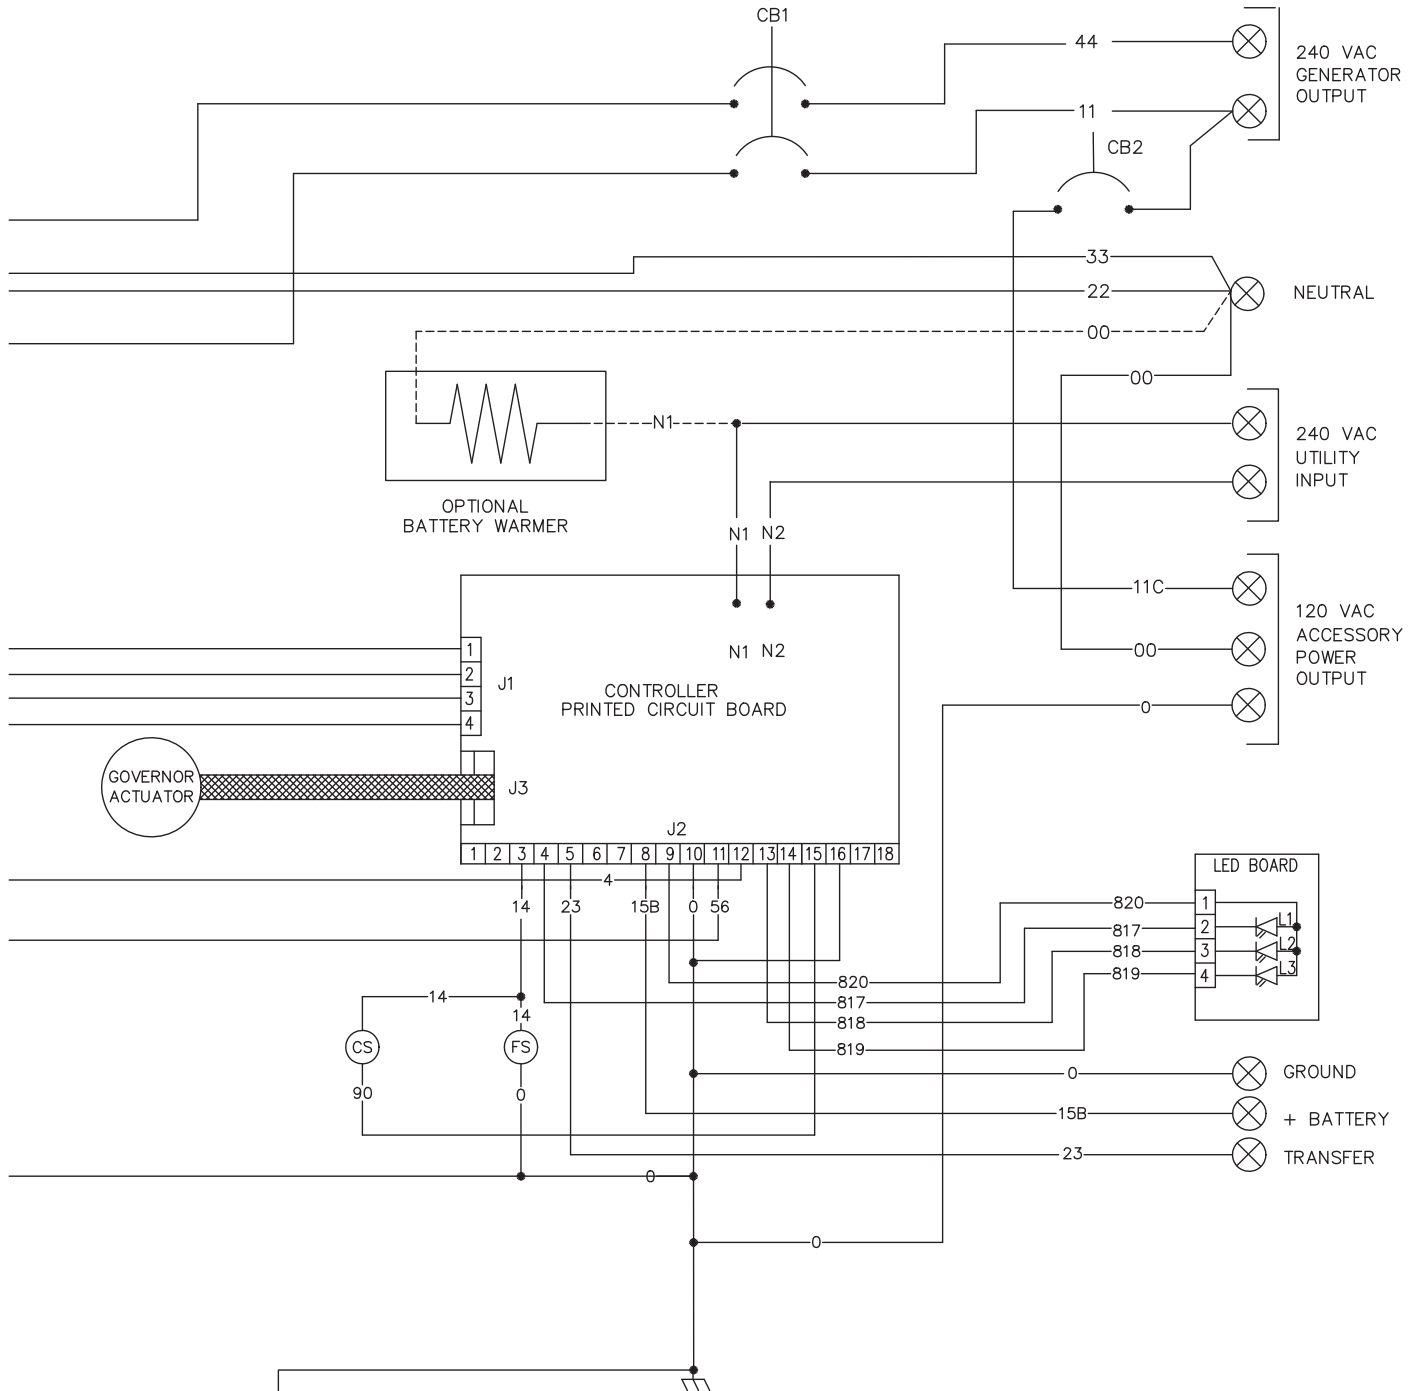 CB1
44
240 VAC
GENERATOR
OUTPUT
11
CB2
33
22
NEUTRAL
00
00
N1
240 VAC
UTILITY
INPUT
OPTIONAL
BATTERY WARMER
N1 N2
11C
120 VAC
ACCESSORY
POWER
OUTPUT
00
0
N1 N2
1
2
3
4
J1
CONTROLLER
PRINTED CIRCUIT BOARD
GOVERNOR
ACTUATOR
J3
J2
1 2 3 4 5 6 7 8 9 10 11 12 13 14 15 16 17 18
4
14 23 15B 0 56
LED BOARD
820 1
817 2 L1
818 3 L2
819 4 L3
820
817
818
819
14
14
CS
FS
90
0
0 GROUND
15B + BATTERY
23 TRANSFER
0
0